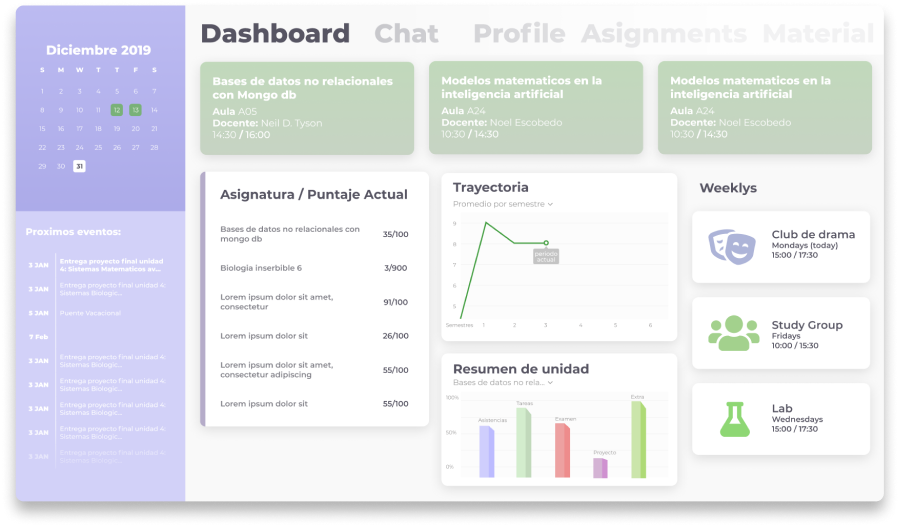 Diciembre 2019
S M W T T F S
1 2 3 4 5 6 7
8 9 10 11 12 13 14
15 15 17 18 19 20 21
22 23 24 25 26 27 28
29 30 31
Proximos eventos:
3 JAN Entrega proyecto final unidad
4: Sistemas Matematicos av...
3 JAN Entrega proyecto final unidad 4:
Sistemas Biologic...
5 JAN Puente Vacacional
7 Feb
3 JAN Entrega proyecto final unidad 4:
Sistemas Biologic...
3 JAN Entrega proyecto final unidad 4:
Sistemas Biologic...
3 JAN Entrega proyecto final unidad 4:
Sistemas Biologic...
3 JAN Entrega proyecto final unidad 4:
Sistemas Biologic...
3 JAN Entrega proyecto final unidad 4:
Sistemas Biologic...
Dashboard Chat Profile Asignments Material
Bases de datos no relacionales
con Mongo db
Aula A05
Docente: Neil D. Tyson
14:30 / 16:00
Modelos matematicos en la
inteligencia artificial
Aula A24
Docente: Noel Escobedo
10:30 / 14:30
Modelos matematicos en la
inteligencia artificial
Aula A24
Docente: Noel Escobedo
10:30 / 14:30
Asignatura / Puntaje Actual
Bases de datos no relacionales con
mongo db 35/100
Biologia inserbible 6 3/900
Lorem ipsum dolor sit amet,
consectetur 91/100
Lorem ipsum dolor sit 26/100
Lorem ipsum dolor sit amet,
consectetur adipiscing 55/100
Lorem ipsum dolor sit 55/100
Trayectoria
Promedio por semestre
9
8
7
6
5
periodo
actual
Semestres 1 2 3 4 5 6
Resumen de unidad
Bases de datos no rela...
100%
50%
0%
Asistencias
Tareas
Examen
Proyecto
Extra
Weeklys
Club de drama
Mondays (today)
15:00 / 17:30
Study Group
Fridays
10:00 / 15:30
Lab
Wednesdays
15:00 / 17:30